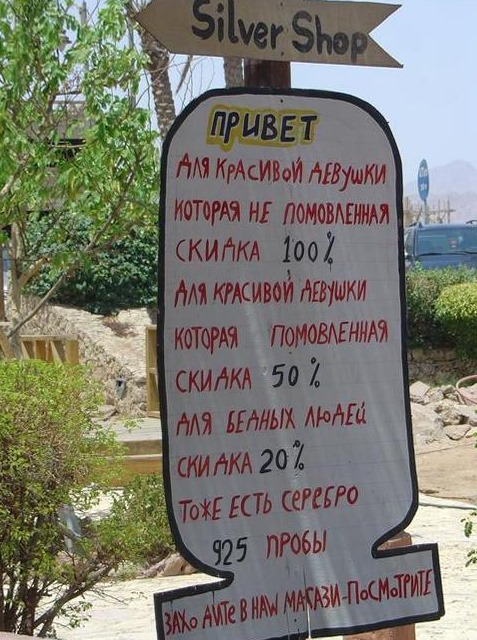 Silver Shop
ПРИВЕТ
ДЛЯ КРАСИВОЙ ДЕВУШКИ
КОТОРАЯ НЕ ПОМОВЛЕННАЯ
СКИДКА 100%
ДЛЯ КРАСИВОЙ ДЕВУШКИ
КОТОРАЯ ПОМОВЛЕННАЯ
СКИДКА 50%
ДЛЯ БЕДНЫХ ЛЮДЕЙ
СКИДКА 20%
ТОЖЕ ЕСТЬ СЕРЕБРО
925 ПРОБЫ
ЗАХОДИТЕ В НАШ МАГАЗИ-ПОСМОТРИТЕ